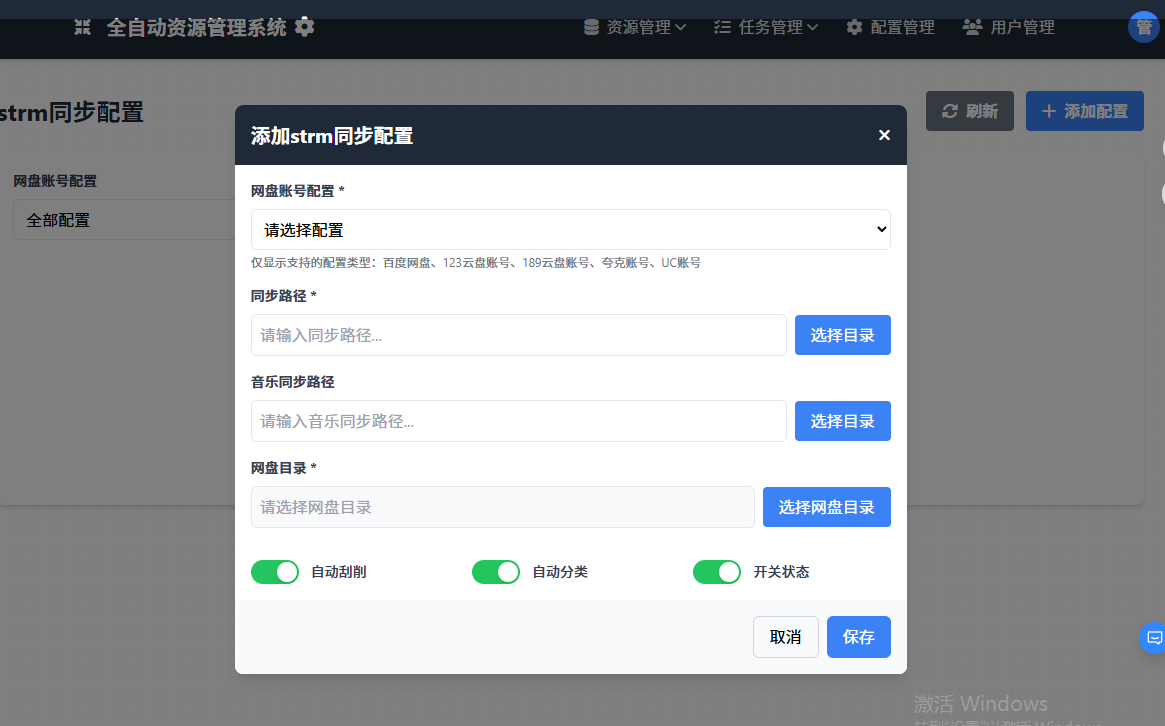 全自动资源管理系统
资源管理
任务管理
配置管理
用户管理
管
strm同步配置
刷新
添加配置
网盘账号配置
全部配置
添加strm同步配置
网盘账号配置 *
请选择配置
仅显示支持的配置类型：百度网盘、123云盘账号、189云盘账号、夸克账号、UC账号
同步路径 *
请输入同步路径...
选择目录
音乐同步路径
请输入音乐同步路径...
选择目录
网盘目录 *
请选择网盘目录
选择网盘目录
自动刮削
自动分类
开关状态
取消
保存
激活 Windows
转到"设置"以激活 Windows